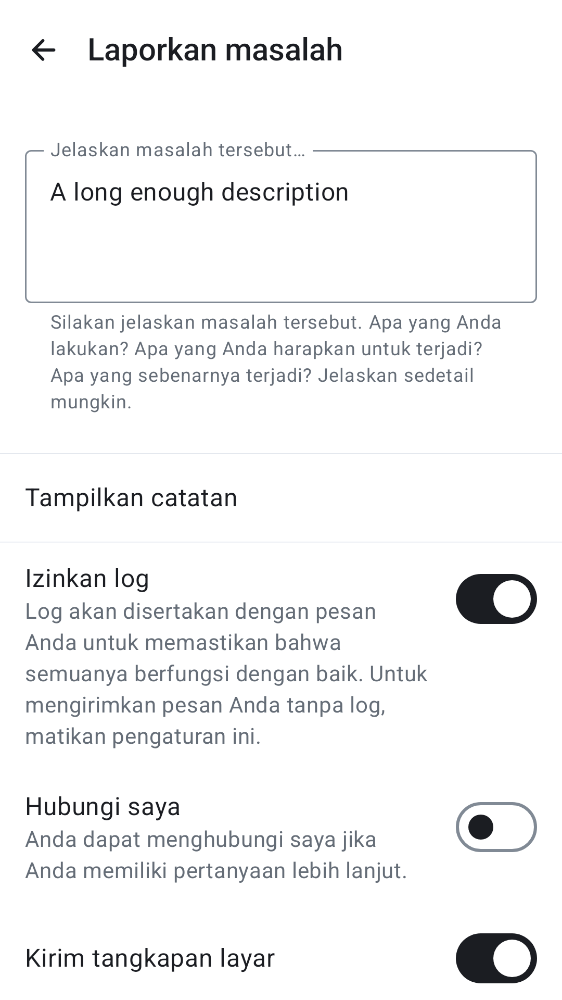 Laporkan masalah
Jelaskan masalah tersebut…
A long enough description
Silakan jelaskan masalah tersebut. Apa yang Anda
lakukan? Apa yang Anda harapkan untuk terjadi?
Apa yang sebenarnya terjadi? Jelaskan sedetail
mungkin.
Tampilkan catatan
Izinkan log
Log akan disertakan dengan pesan
Anda untuk memastikan bahwa
semuanya berfungsi dengan baik. Untuk
mengirimkan pesan Anda tanpa log,
matikan pengaturan ini.
Hubungi saya
Anda dapat menghubungi saya jika
Anda memiliki pertanyaan lebih lanjut.
Kirim tangkapan layar